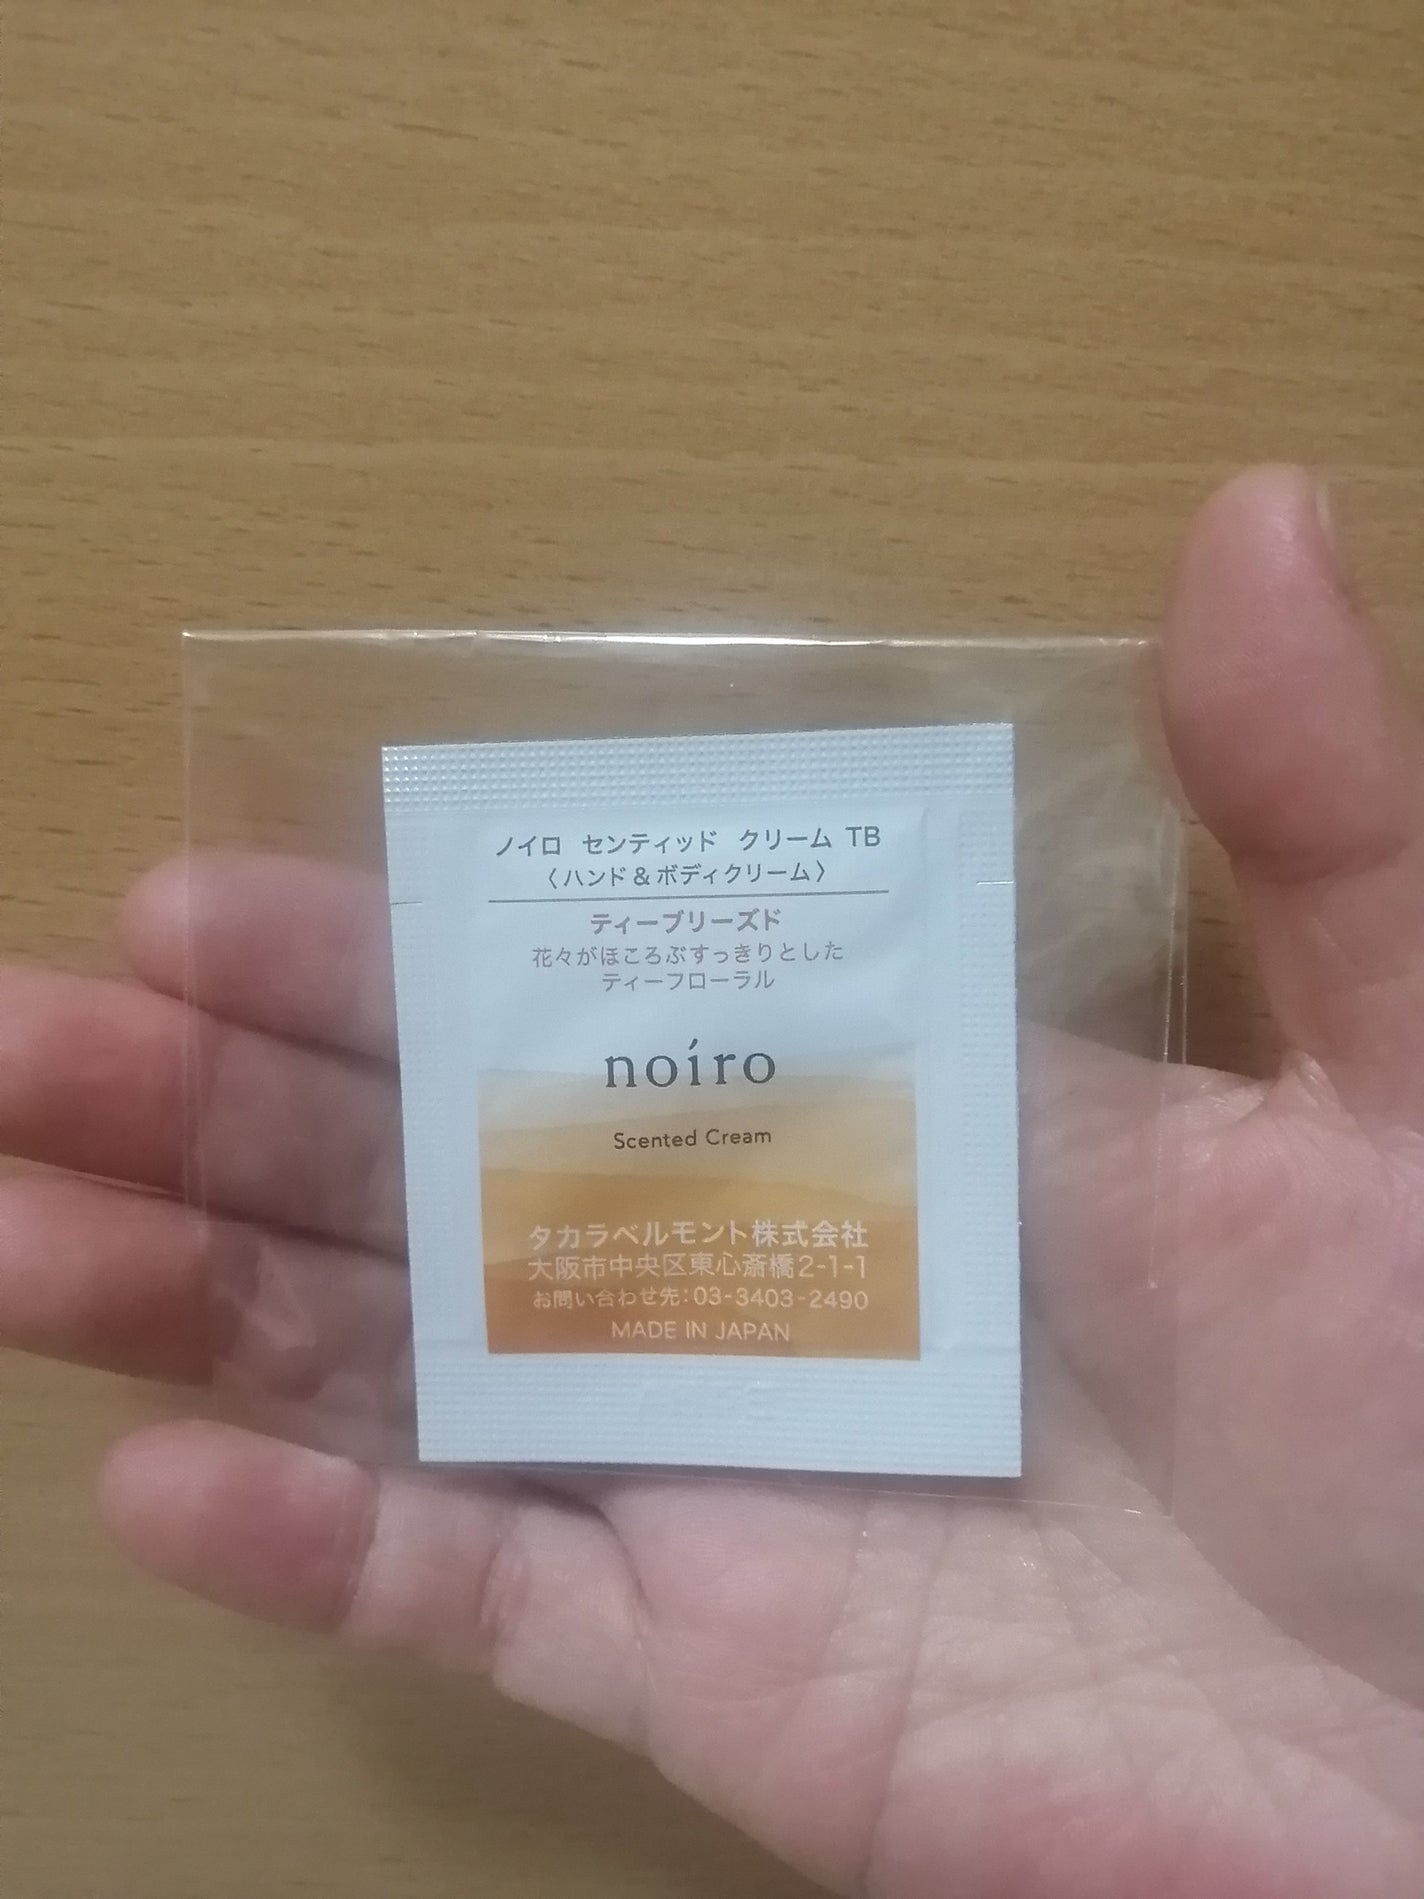 ノイロ センティッド クリーム TB
〈ハンド＆ボディクリーム〉
ティーブリーズド
花々がほころぶすっきりとした
ティーフローラル
noíro
Scented Cream
タカラベルモント株式会社
大阪市中央区東心斎橋2-1-1
お問い合わせ先:03-3403-2490
MADE IN JAPAN